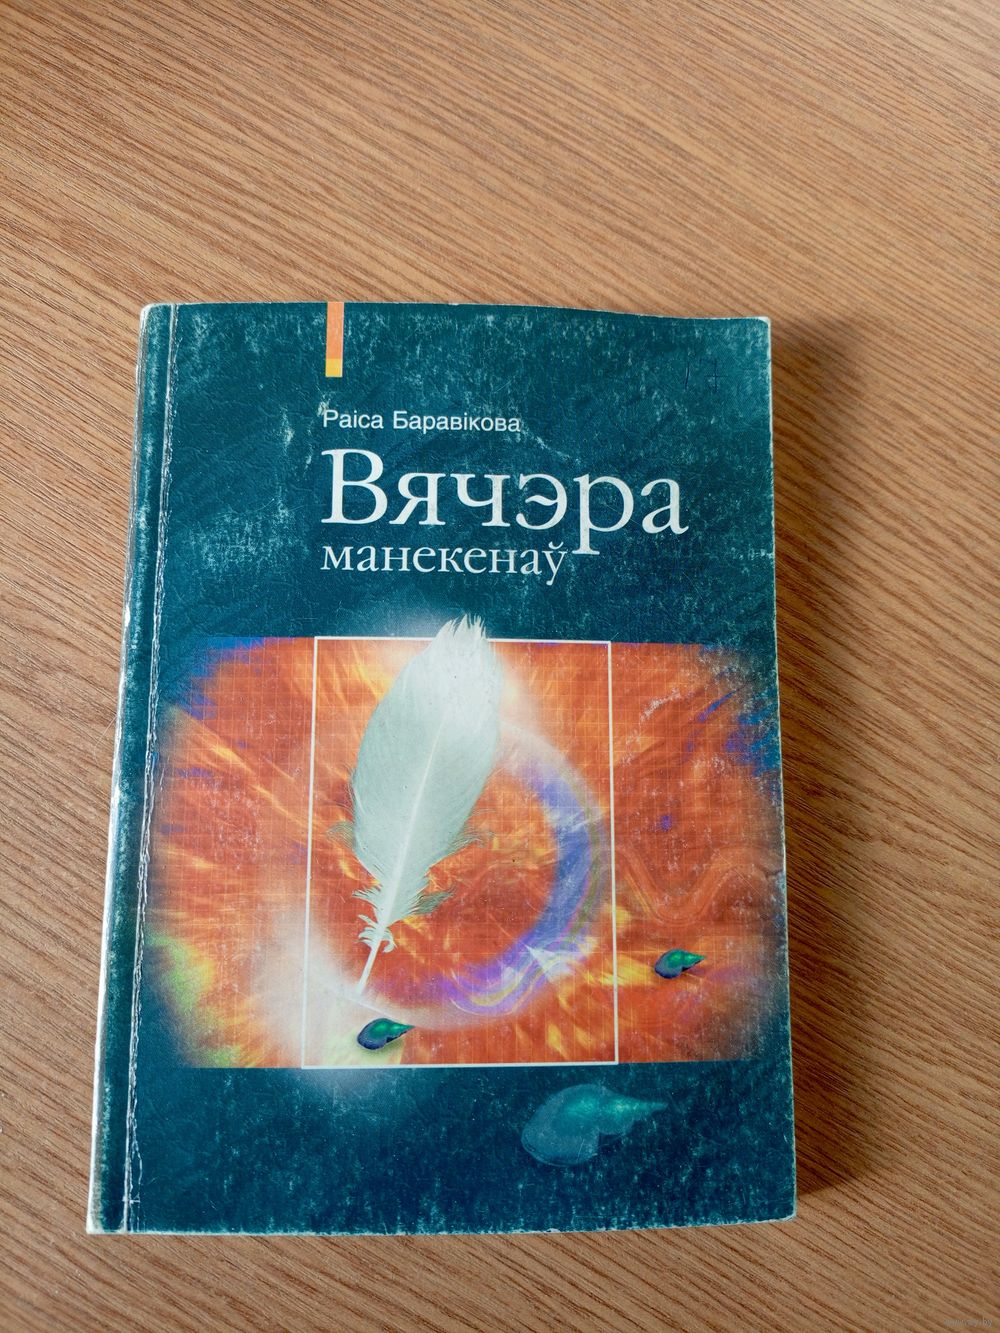 Раіса Баравікова
Вячэра
манекенаў